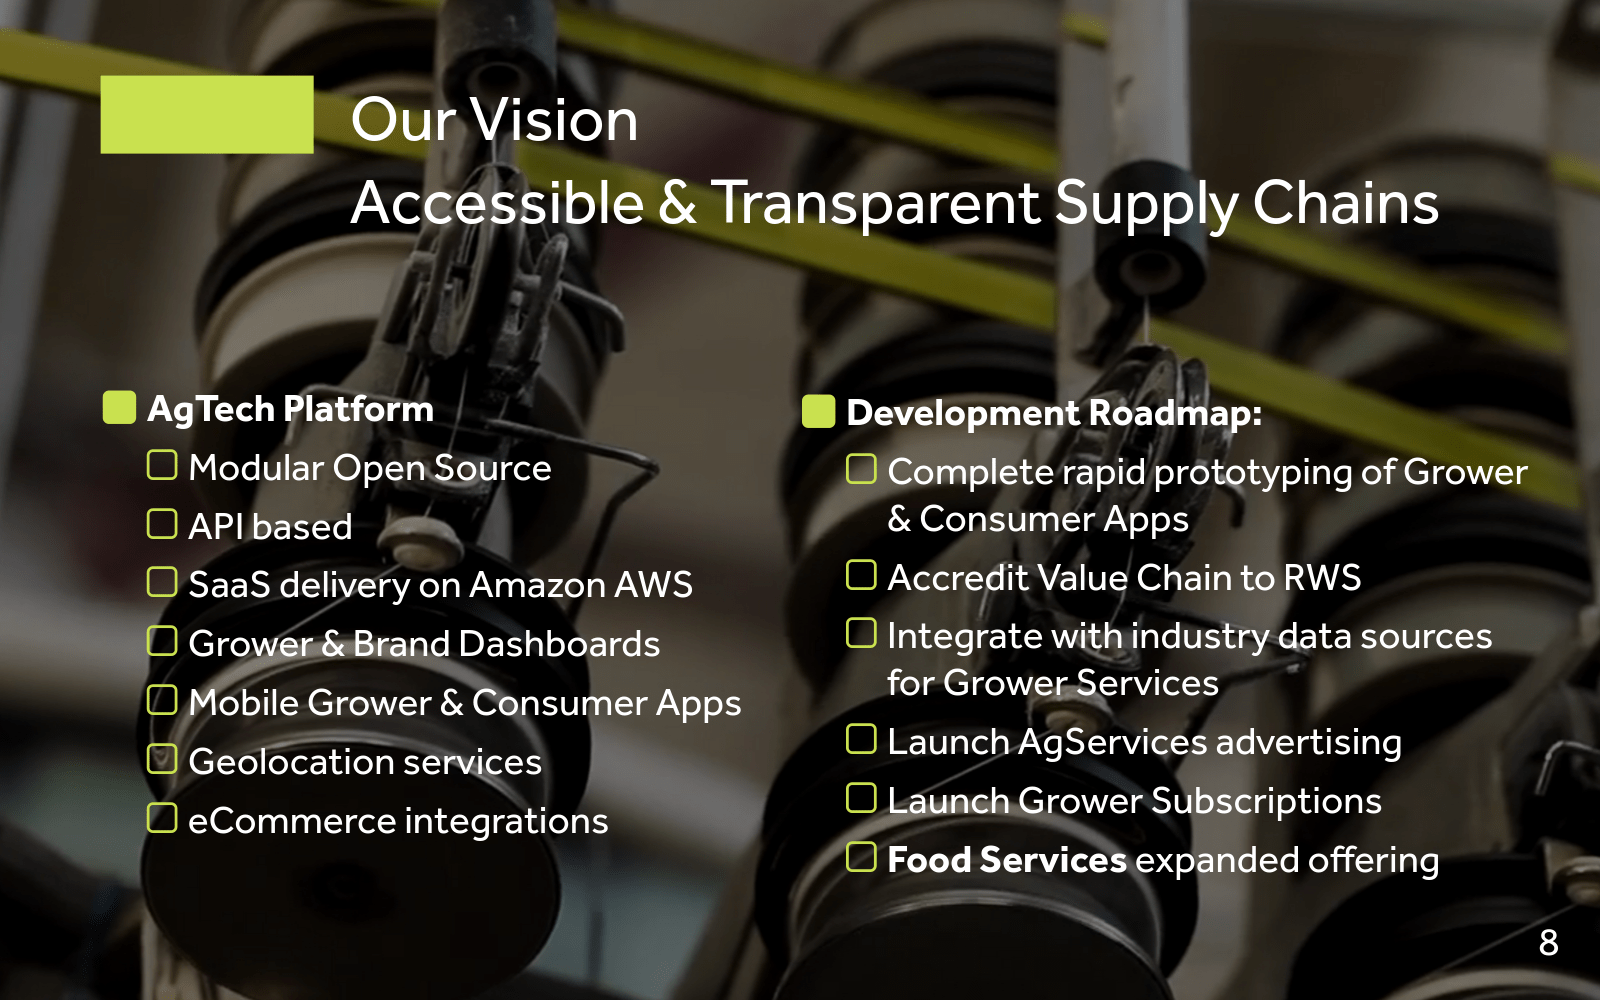 Our Vision
Accessible & Transparent Supply Chains
AgTech Platform
Modular Open Source
API based
SaaS delivery on Amazon AWS
Grower & Brand Dashboards
Mobile Grower & Consumer Apps
Geolocation services
eCommerce integrations
Development Roadmap:
Complete rapid prototyping of Grower
& Consumer Apps
Accredit Value Chain to RWS
Integrate with industry data sources
for Grower Services
Launch AgServices advertising
Launch Grower Subscriptions
Food Services expanded offering
8